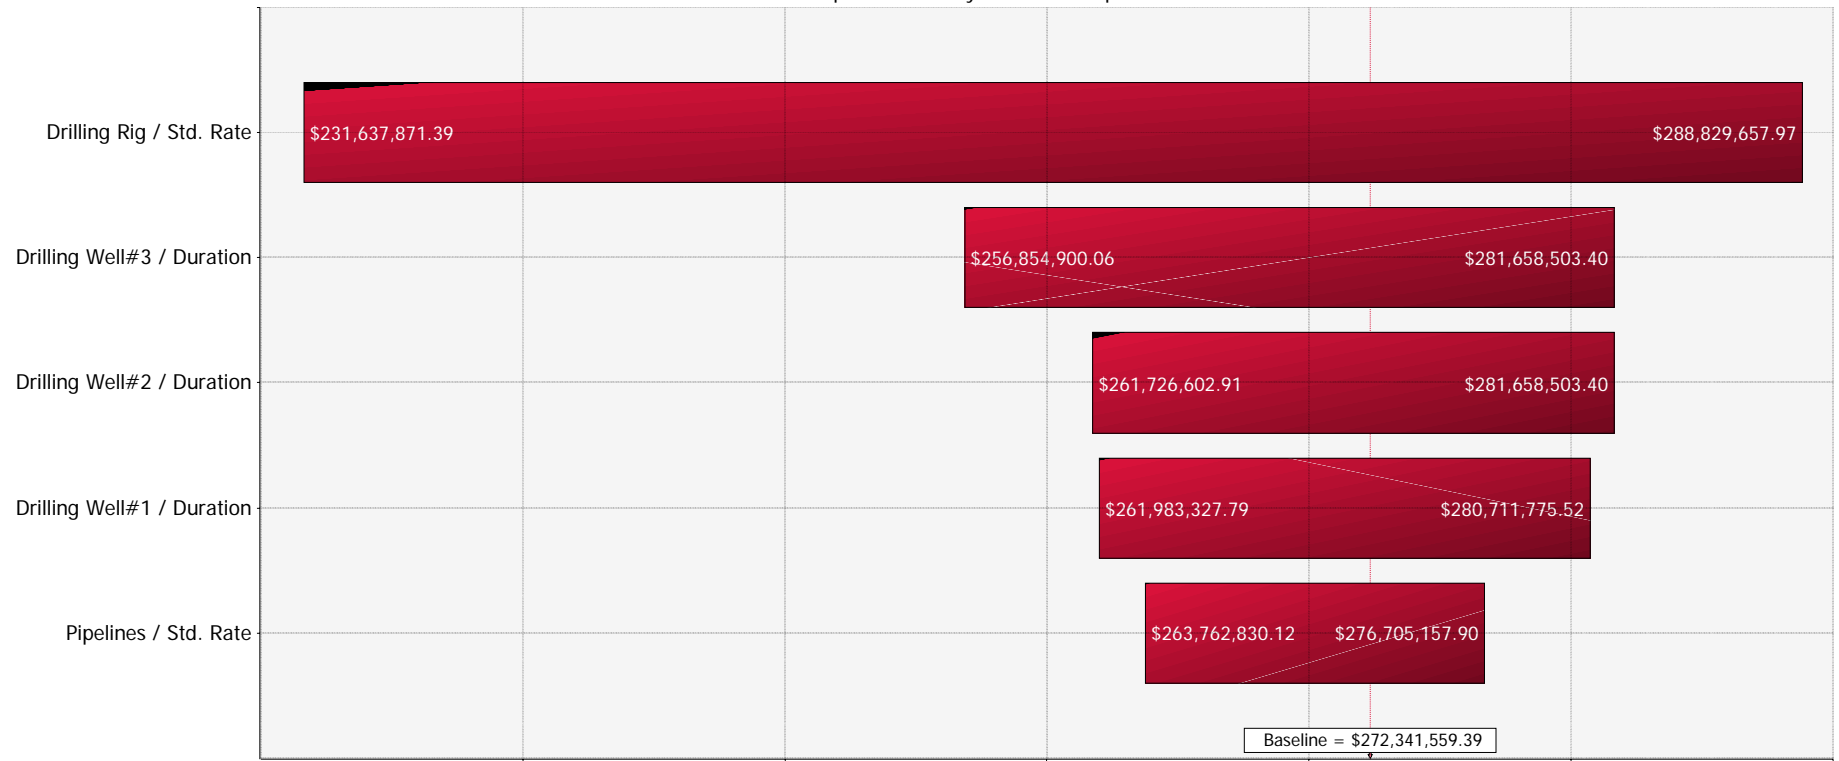 Drilling Rig / Std. Rate
$231,637,871.39
$288,829,657.97
Drilling Well#3 / Duration
$256,854,900.06
$281,658,503.40
Drilling Well#2 / Duration
$261,726,602.91
$281,658,503.40
Drilling Well#1 / Duration
$261,983,327.79
$280,711,775.52
Pipelines / Std. Rate
$263,762,830.12
$276,705,157.90
Baseline = $272,341,559.39